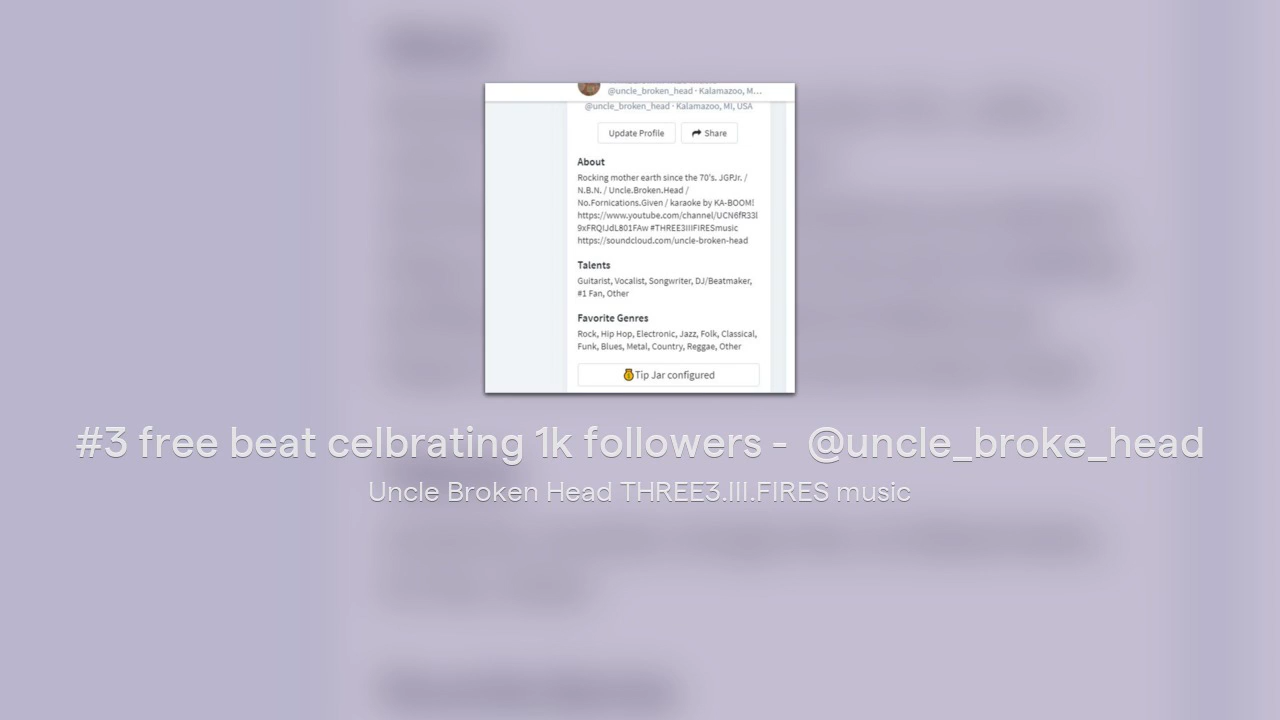 @uncle_broken_head · Kalamazoo, M...
@uncle_broken_head · Kalamazoo, MI, USA
Update Profile Share
About
Rocking mother earth since the 70's. JGPJr. /
N.B.N. / Uncle.Broken.Head /
No.Fornications.Given / karaoke by KA-BOOM!
https://www.youtube.com/channel/UCN6fR33l
9xFRQIJdL801FAw #THREE3IIIFIRESmusic
https://soundcloud.com/uncle-broken-head
Talents
Guitarist, Vocalist, Songwriter, DJ/Beatmaker,
#1 Fan, Other
Favorite Genres
Rock, Hip Hop, Electronic, Jazz, Folk, Classical,
Funk, Blues, Metal, Country, Reggae, Other
Tip Jar configured
#3 free beat celbrating 1k followers - @uncle_broke_head
Uncle Broken Head THREE3.III.FIRES music